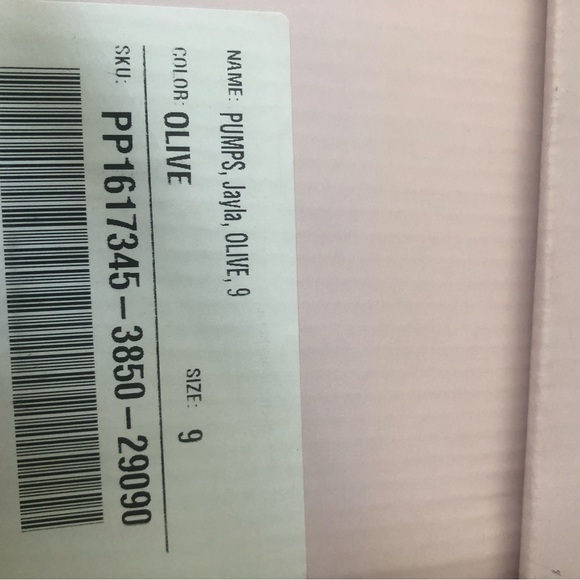 NAME: PUMPS, Jayla, OLIVE, 9
COLOR: OLIVE SIZE: 9
SKU: PP1617345-3850-29090